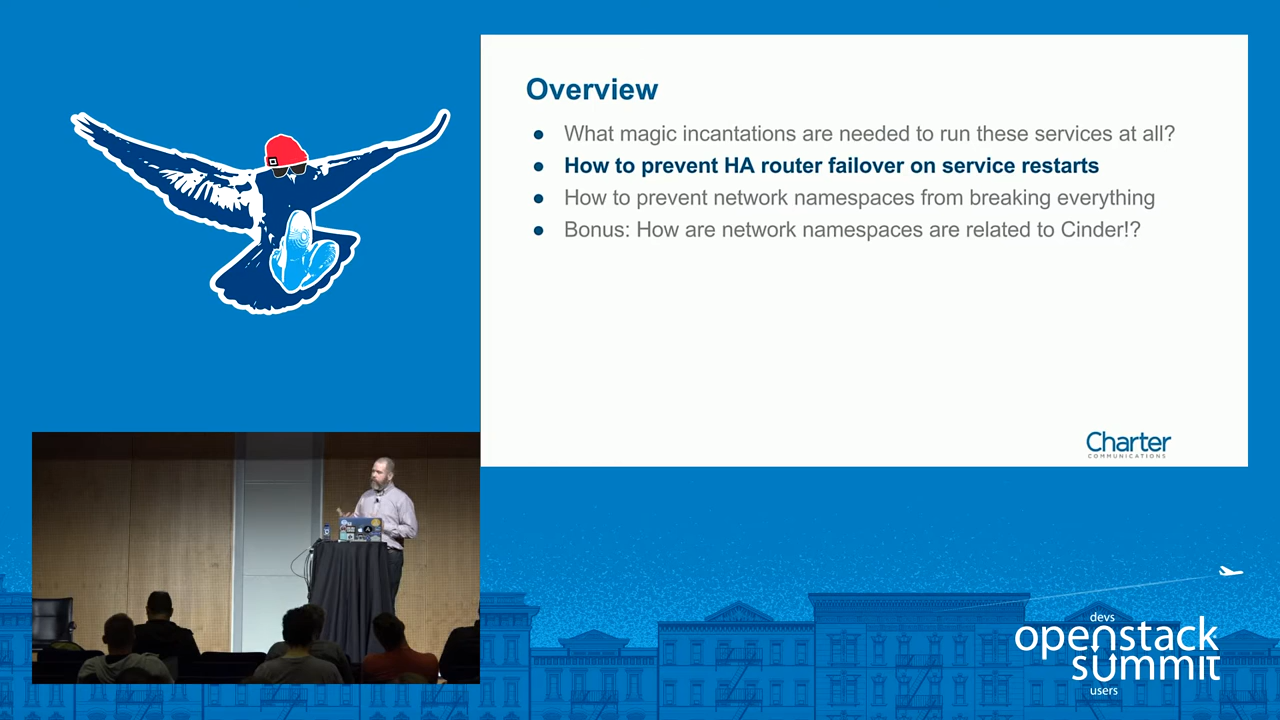 Overview
● What magic incantations are needed to run these services at all?
● How to prevent HA router failover on service restarts
● How to prevent network namespaces from breaking everything
● Bonus: How are network namespaces are related to Cinder!?
Charter
COMMUNICATIONS
devs
openstack
summit
users